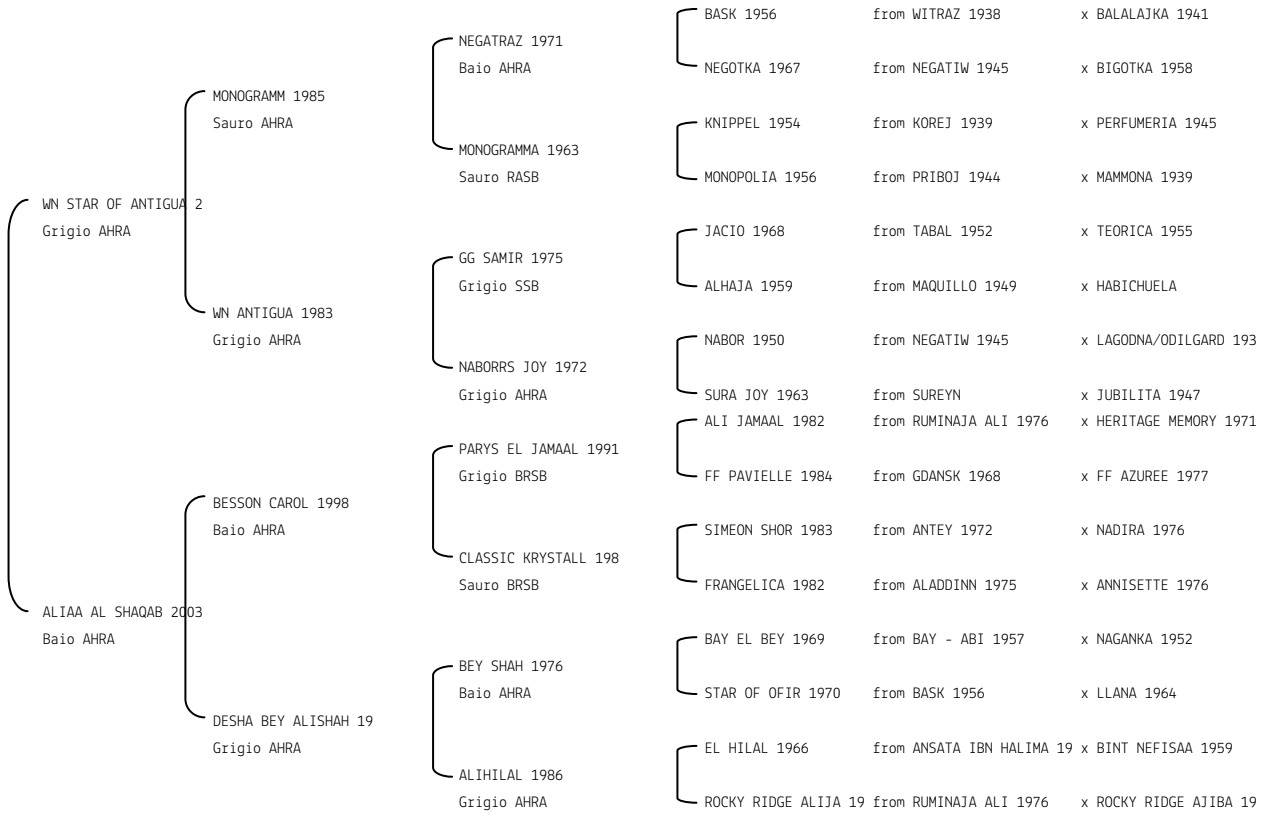 BASK 1956 from WITRAZ 1938 x BALALAJKA 1941
NEGATRAZ 1971
Baio AHRA
NEGOTKA 1967 from NEGATIW 1945 x BIGOTKA 1958
MONOGRAMM 1985
Sauro AHRA
KNIPPEL 1954 from KOREJ 1939 x PERFUMERIA 1945
MONOGRAMMA 1963
Sauro RASB
MONOPOLIA 1956 from PRIBOJ 1944 x MAMMONA 1939
WN STAR OF ANTIGUA 2
Grigio AHRA
JACIO 1968 from TABAL 1952 x TEORICA 1955
GG SAMIR 1975
Grigio SSB
ALHAJA 1959 from MAQUILLO 1949 x HABICHUELA
WN ANTIGUA 1983
Grigio AHRA
NABOR 1950 from NEGATIW 1945 x LAGODNA/ODILGARD 193
NABORRS JOY 1972
Grigio AHRA
SURA JOY 1963 from SUREYN x JUBILITA 1947
ALI JAMAAL 1982 from RUMINAJA ALI 1976 x HERITAGE MEMORY 1971
PARYS EL JAMAAL 1991
Grigio BRSB
FF PAVIELLE 1984 from GDANSK 1968 x FF AZUREE 1977
BESSON CAROL 1998
Baio AHRA
SIMEON SHOR 1983 from ANTEY 1972 x NADIRA 1976
CLASSIC KRYSTALL 198
Sauro BRSB
FRANGELICA 1982 from ALADDINN 1975 x ANNISETTE 1976
ALIAA AL SHAQAB 2003
Baio AHRA
BAY EL BEY 1969 from BAY - ABI 1957 x NAGANKA 1952
BEY SHAH 1976
Baio AHRA
STAR OF OFIR 1970 from BASK 1956 x LLANA 1964
DESHA BEY ALISHAH 19
Grigio AHRA
EL HILAL 1966 from ANSATA IBN HALIMA 19 x BINT NEFISAA 1959
ALIHILAL 1986
Grigio AHRA
ROCKY RIDGE ALIJA 19 from RUMINAJA ALI 1976 x ROCKY RIDGE AJIBA 19